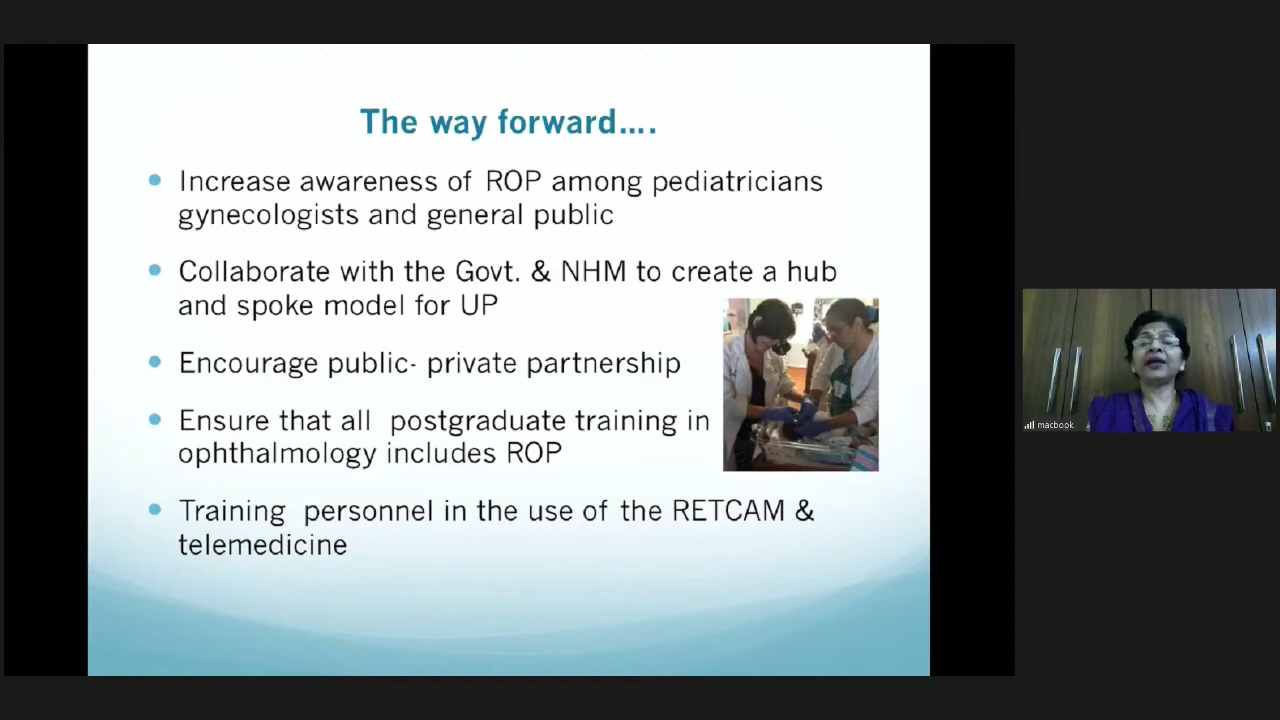 The way forward....
Increase awareness of ROP among pediatricians
gynecologists and general public
Collaborate with the Govt. & NHM to create a hub
and spoke model for UP
Encourage public- private partnership
Ensure that all postgraduate training in
ophthalmology includes ROP
Training personnel in the use of the RETCAM &
telemedicine
macbook